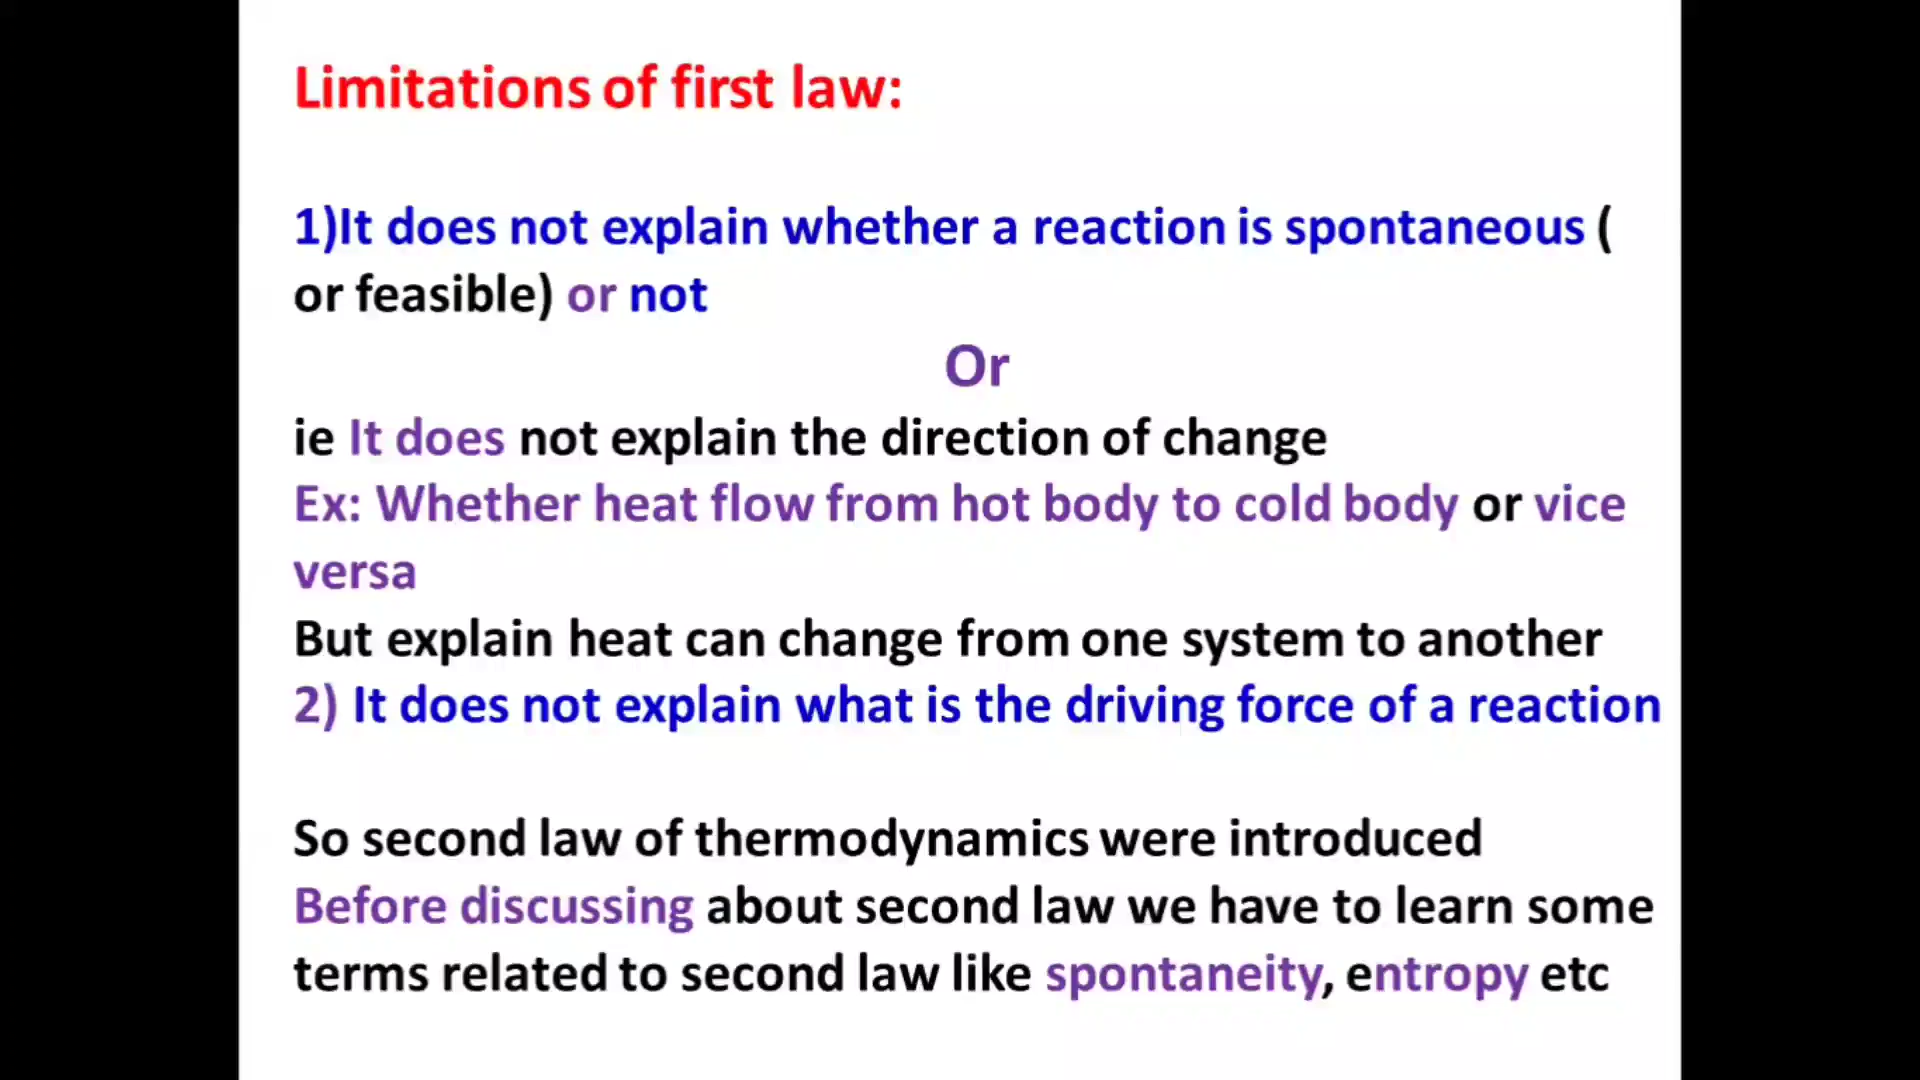 Limitations of first law:
1)It does not explain whether a reaction is spontaneous (
or feasible) or not
Or
ie It does not explain the direction of change
Ex: Whether heat flow from hot body to cold body or vice
versa
But explain heat can change from one system to another
2) It does not explain what is the driving force of a reaction
So second law of thermodynamics were introduced
Before discussing about second law we have to learn some
terms related to second law like spontaneity, entropy etc